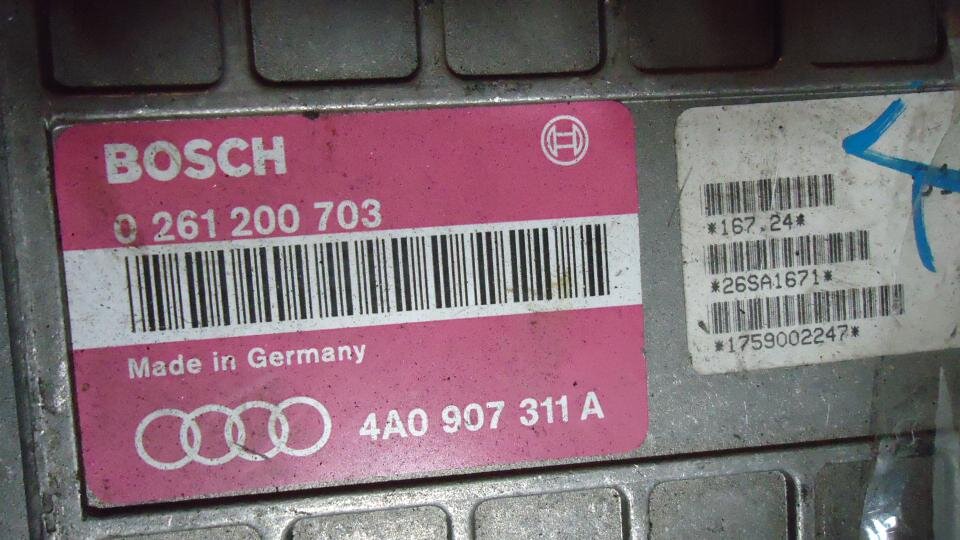 BOSCH
0 261 200 703
Made in Germany
4A0 907 311 A
*167.24*
*26SA1671*
*1759002247*